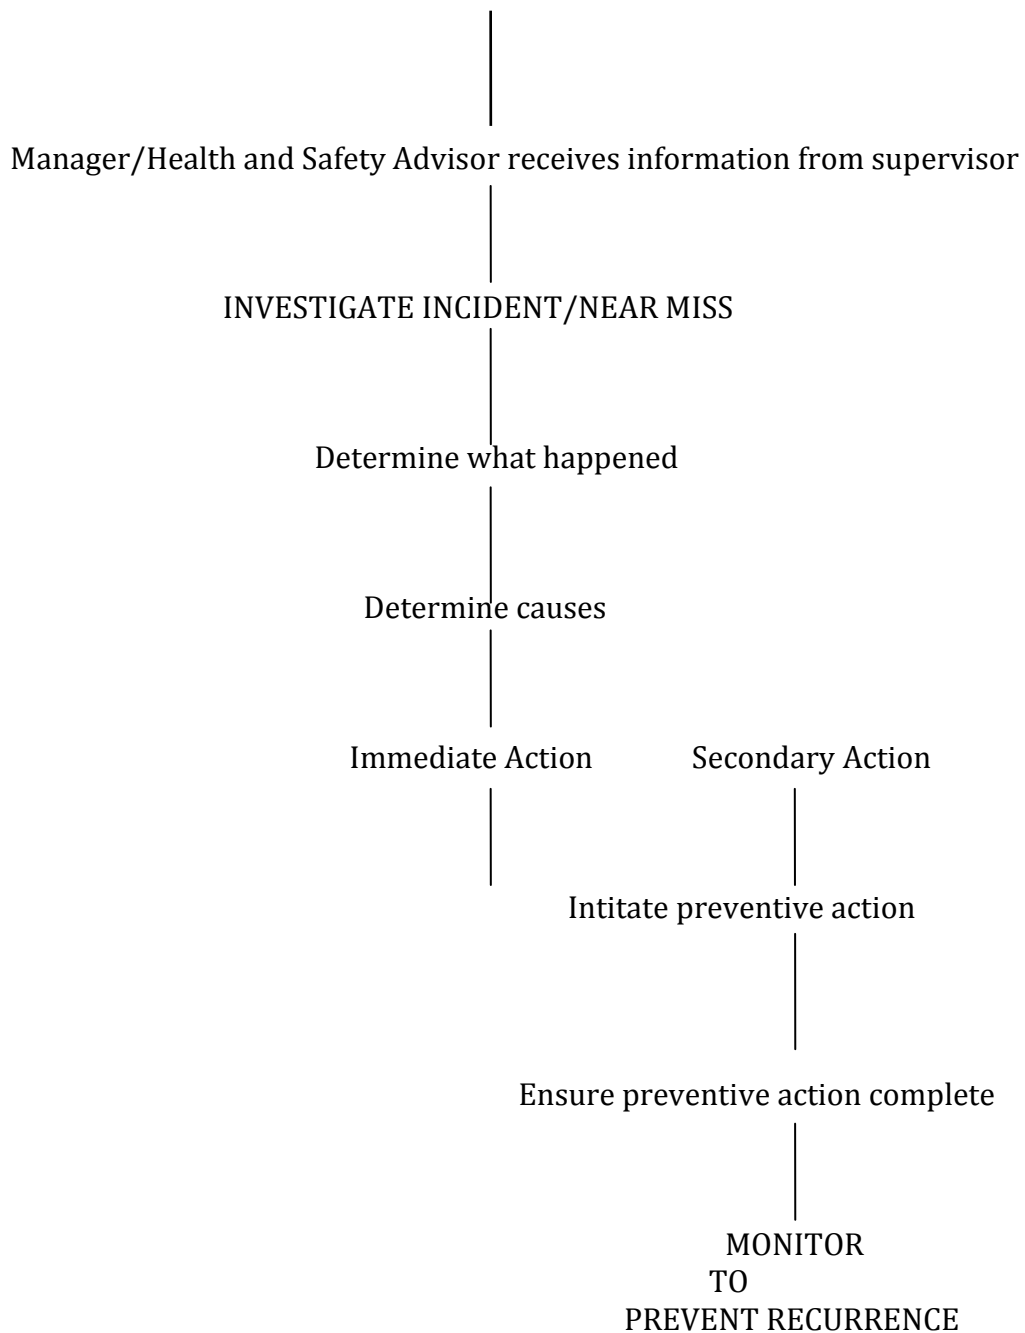 Manager/Health and Safety Advisor receives information from supervisor
INVESTIGATE INCIDENT/NEAR MISS
Determine what happened
Determine causes
Immediate Action Secondary Action
Intitate preventive action
Ensure preventive action complete
MONITOR
TO
PREVENT RECURRENCE